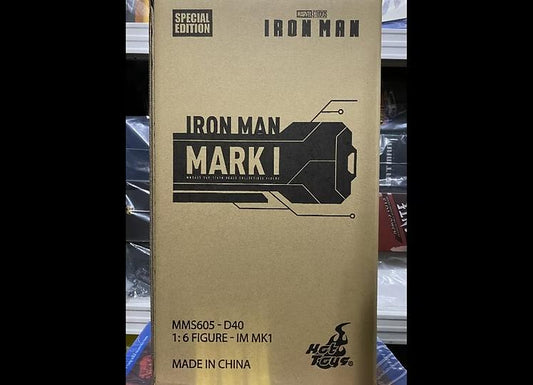 SPECIAL
EDITION
MARVEL STUDIOS
IRON MAN
IRON MAN
MARK I
MMS605 - D40
1: 6 FIGURE - IM MK1
MADE IN CHINA
Hot
Toys®